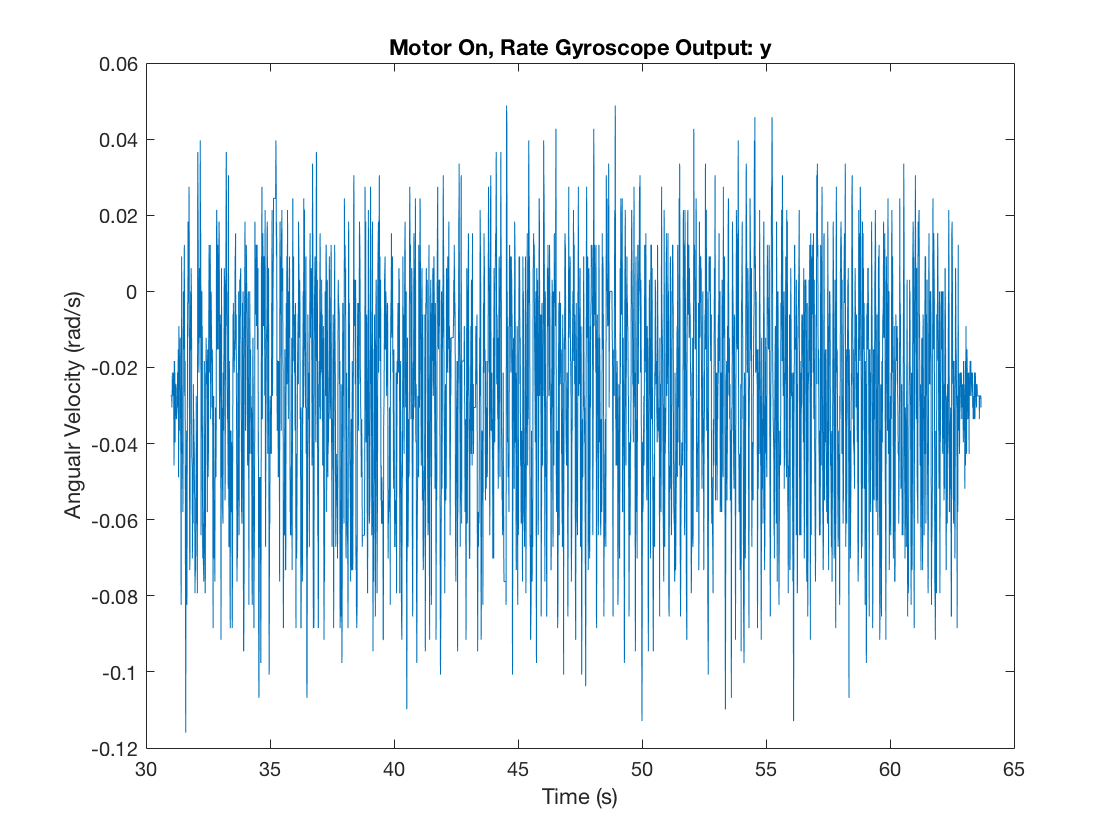 Motor On, Rate Gyroscope Output: y
0.06
0.04
0.02
0
-0.02
-0.04
-0.06
-0.08
-0.1
-0.12
Angualr Velocity (rad/s)
30 35 40 45 50 55 60 65
Time (s)